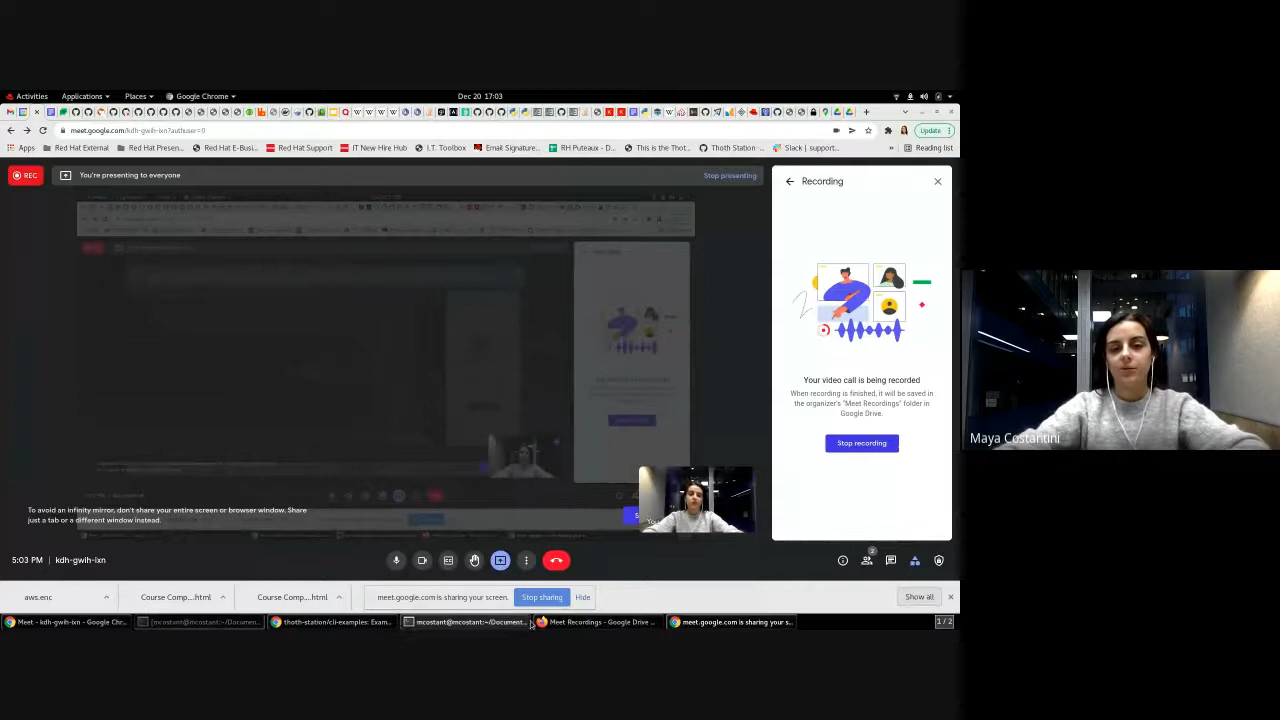 Activities Applications Places Google Chrome Dec 20 17:03
meet.google.com/kdh-gwih-ixn?authuser=0 Update
Apps Red Hat External Red Hat Presen... Red Hat E-Busi... Red Hat Support IT New Hire Hub I.T. Toolbox Email Signature... RH Puteaux - D... This is the Thot... Thoth Station -... Slack | support... » Reading list
REC You're presenting to everyone Stop presenting
Recording
Your video call is being recorded
When recording is finished, it will be saved in
the organizer's "Meet Recordings" folder in
Google Drive.
Stop recording
Maya Costantini
To avoid an infinity mirror, don't share your entire screen or browser window. Share
just a tab or a different window instead.
5:03 PM | kdh-gwih-ixn
2
aws.enc Course Comp....html Course Comp....html meet.google.com is sharing your screen. Stop sharing Hide Show all
Meet - kdh-gwih-ixn - Google Chr... [mcostant@mcostant:~/Documen... thoth-station/cli-examples: Exam... mcostant@mcostant:~/Document... Meet Recordings - Google Drive ... meet.google.com is sharing your s... 1 / 2